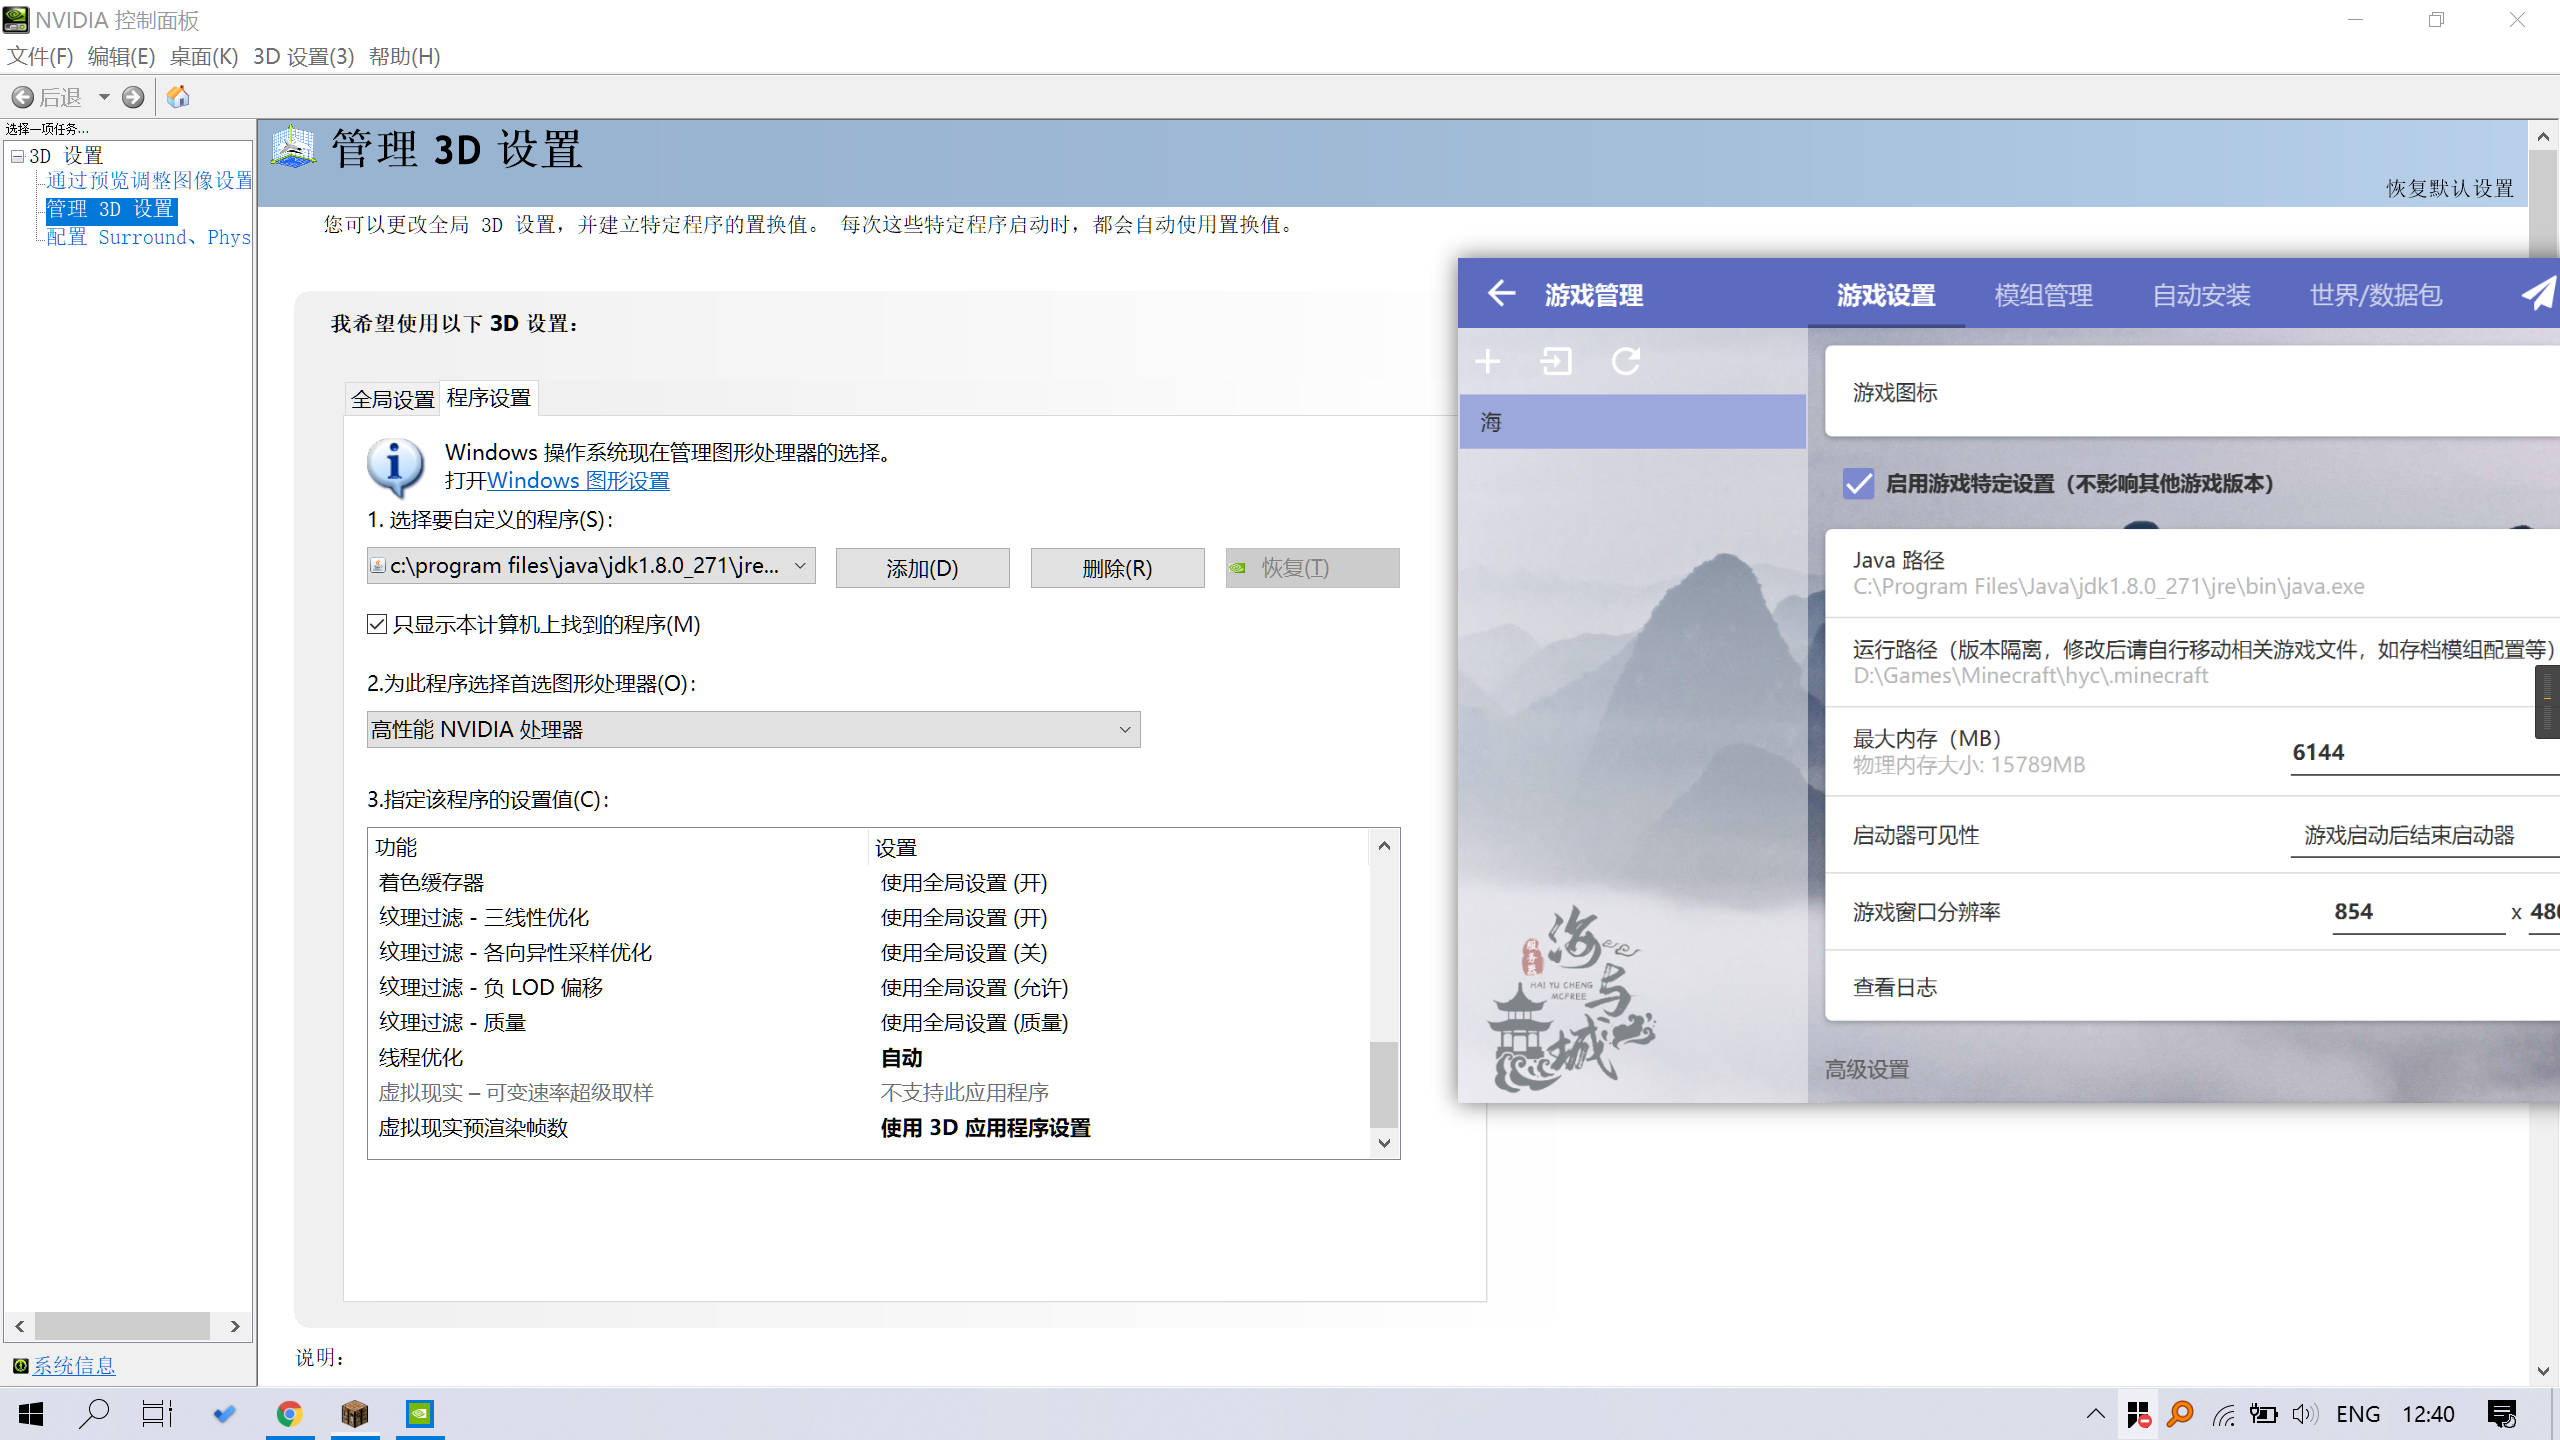 NVIDIA 控制面板
文件(F) 编辑(E) 桌面(K) 3D 设置(3) 帮助(H)
后退
选择一项任务...
3D 设置
通过预览调整图像设置
管理 3D 设置
配置 Surround、Phys
系统信息
管理 3D 设置
恢复默认设置
您可以更改全局 3D 设置，并建立特定程序的置换值。 每次这些特定程序启动时，都会自动使用置换值。
我希望使用以下 3D 设置:
全局设置 程序设置
Windows 操作系统现在管理图形处理器的选择。
打开Windows 图形设置
1. 选择要自定义的程序(S):
c:\program files\java\jdk1.8.0_271\jre... 添加(D) 删除(R) 恢复(T)
只显示本计算机上找到的程序(M)
2.为此程序选择首选图形处理器(O):
高性能 NVIDIA 处理器
3.指定该程序的设置值(C):
功能 设置
着色缓存器 使用全局设置 (开)
纹理过滤 - 三线性优化 使用全局设置 (开)
纹理过滤 - 各向异性采样优化 使用全局设置 (关)
纹理过滤 - 负 LOD 偏移 使用全局设置 (允许)
纹理过滤 - 质量 使用全局设置 (质量)
线程优化 自动
虚拟现实 – 可变速率超级取样 不支持此应用程序
虚拟现实预渲染帧数 使用 3D 应用程序设置
说明:
游戏管理 游戏设置 模组管理 自动安装 世界/数据包
海
游戏图标
启用游戏特定设置（不影响其他游戏版本）
Java 路径
C:\Program Files\Java\jdk1.8.0_271\jre\bin\java.exe
运行路径（版本隔离，修改后请自行移动相关游戏文件，如存档模组配置等）
D:\Games\Minecraft\hyc\.minecraft
最大内存（MB） 6144
物理内存大小: 15789MB
启动器可见性 游戏启动后结束启动器
游戏窗口分辨率 854 x 480
查看日志
高级设置
服务器
海与城
HAI YU CHENG
MCFREE
ENG 12:40